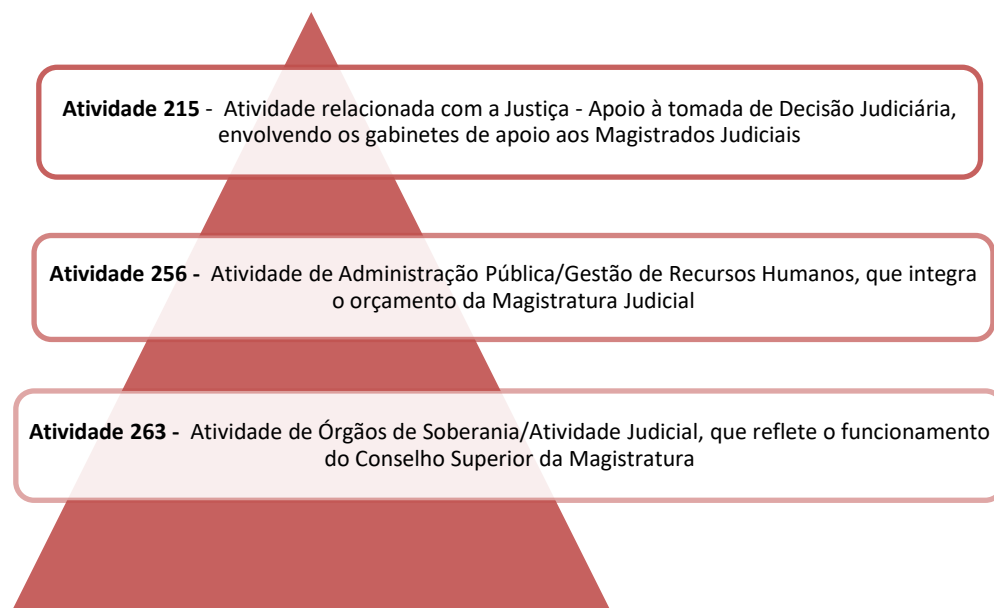 Atividade 215 - Atividade relacionada com a Justiça - Apoio à tomada de Decisão Judiciária,
envolvendo os gabinetes de apoio aos Magistrados Judiciais
Atividade 256 - Atividade de Administração Pública/Gestão de Recursos Humanos, que integra
o orçamento da Magistratura Judicial
Atividade 263 - Atividade de Órgãos de Soberania/Atividade Judicial, que reflete o funcionamento
do Conselho Superior da Magistratura